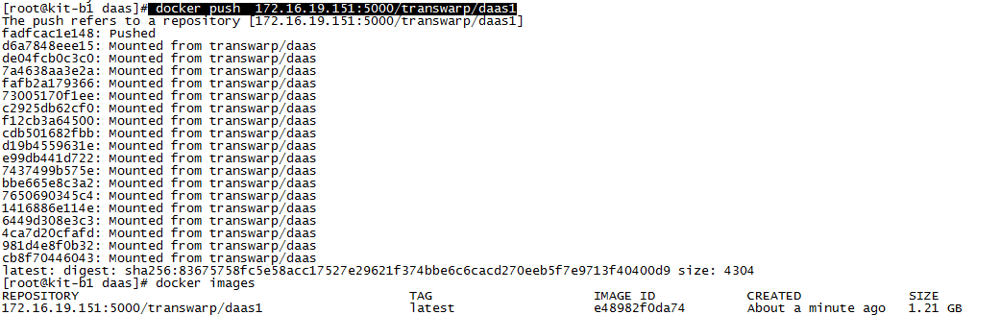 [root@kit-b1 daas]# docker push 172.16.19.151:5000/transwarp/daas1
The push refers to a repository [172.16.19.151:5000/transwarp/daas1]
fadfcac1e148: Pushed
d6a7848eee15: Mounted from transwarp/daas
de04fcb0c3c0: Mounted from transwarp/daas
7a4638aa3e2a: Mounted from transwarp/daas
fafb2a179366: Mounted from transwarp/daas
73005170f1ee: Mounted from transwarp/daas
c2925db62cf0: Mounted from transwarp/daas
f12cb3a64500: Mounted from transwarp/daas
cdb501682fbb: Mounted from transwarp/daas
d19b4559631e: Mounted from transwarp/daas
e99db441d722: Mounted from transwarp/daas
7437499b575e: Mounted from transwarp/daas
bbe665e8c3a2: Mounted from transwarp/daas
7650690345c4: Mounted from transwarp/daas
1416886e114e: Mounted from transwarp/daas
6449d308e3c3: Mounted from transwarp/daas
4ca7d20cfafd: Mounted from transwarp/daas
981d4e8f0b32: Mounted from transwarp/daas
cb8f70446043: Mounted from transwarp/daas
latest: digest: sha256:83675758fc5e58acc17527e29621f374bbe6c6cacd270eeb5f7e9713f40400d9 size: 4304
[root@kit-b1 daas]# docker images
REPOSITORY TAG IMAGE ID CREATED SIZE
172.16.19.151:5000/transwarp/daas1 latest e48982f0da74 About a minute ago 1.21 GB